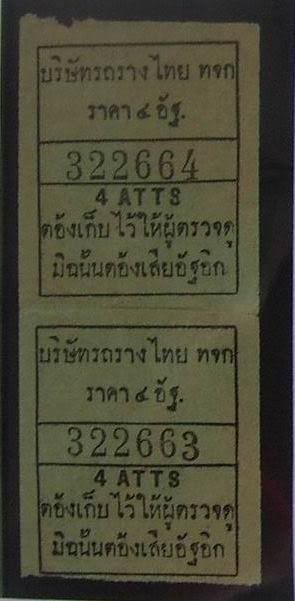 บริษัทรถรางไทย ทจก
ราคา ๔ อัฐ.
322664
4 ATTS
ต้องเก็บไว้ให้ผู้ตรวจดู
มิฉนั้นต้องเสียอัฐอีก
บริษัทรถรางไทย ทจก
ราคา ๔ อัฐ.
322663
4 ATTS
ต้องเก็บไว้ให้ผู้ตรวจดู
มิฉนั้นต้องเสียอัฐอีก